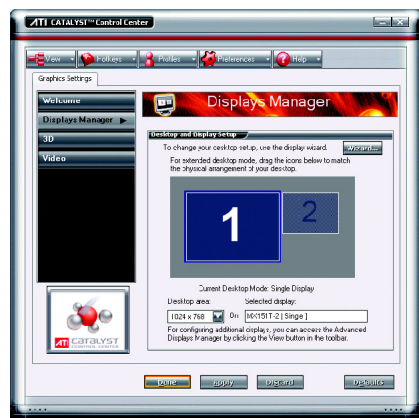 ATI CATALYST™ Control Center
View Hotkeys Profiles Preferences Help
Graphics Settings
Welcome
Displays Manager
3D
Video
Displays Manager
Desktop and Display Setup
To change your desktop setup, use the display wizard. Wizard...
For extended desktop mode, drag the icons below to match
the physical arrangement of your desktop.
1
2
Current Desktop Mode: Single Display
Desktop area: Selected display:
1024 x 768 On MX151T-2 [ Single ]
For configuring additional displays, you can access the Advanced
Displays Manager by clicking the View button in the toolbar.
ATI CATALYST
CONTROL CENTER
Done Apply Discard Defaults